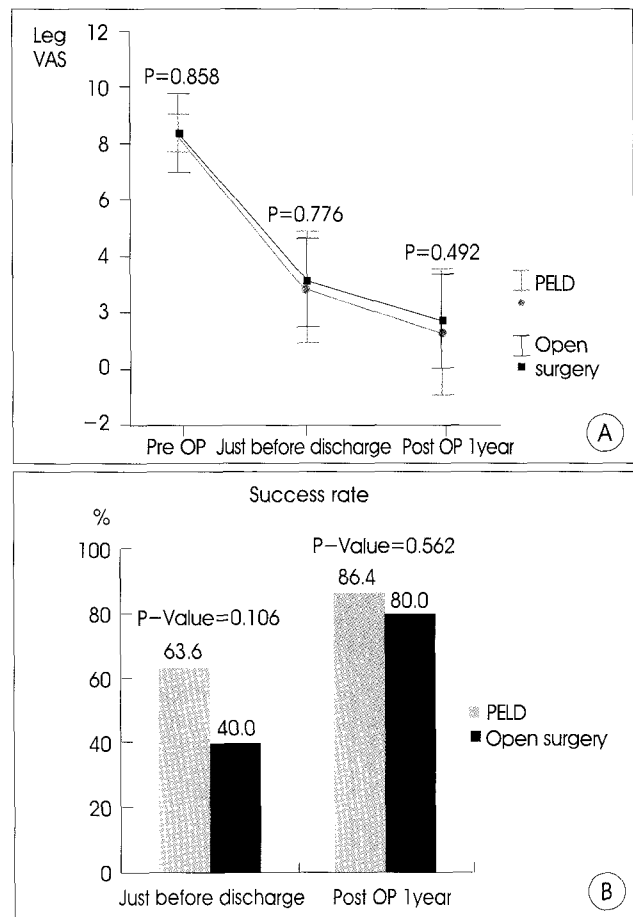 Leg
VAS
12
10
8
6
4
3
0
−2
P=0.858
P=0.776
P=0.492
PELD
Open
surgery
Pre OP Just before discharge Post OP 1year
A
Success rate
%
100
80
60
40
20
0
P−Value=0.106
63.6
40.0
P−Value=0.562
86.4
80.0
PELD
Open surgery
Just before discharge Post OP 1year
B